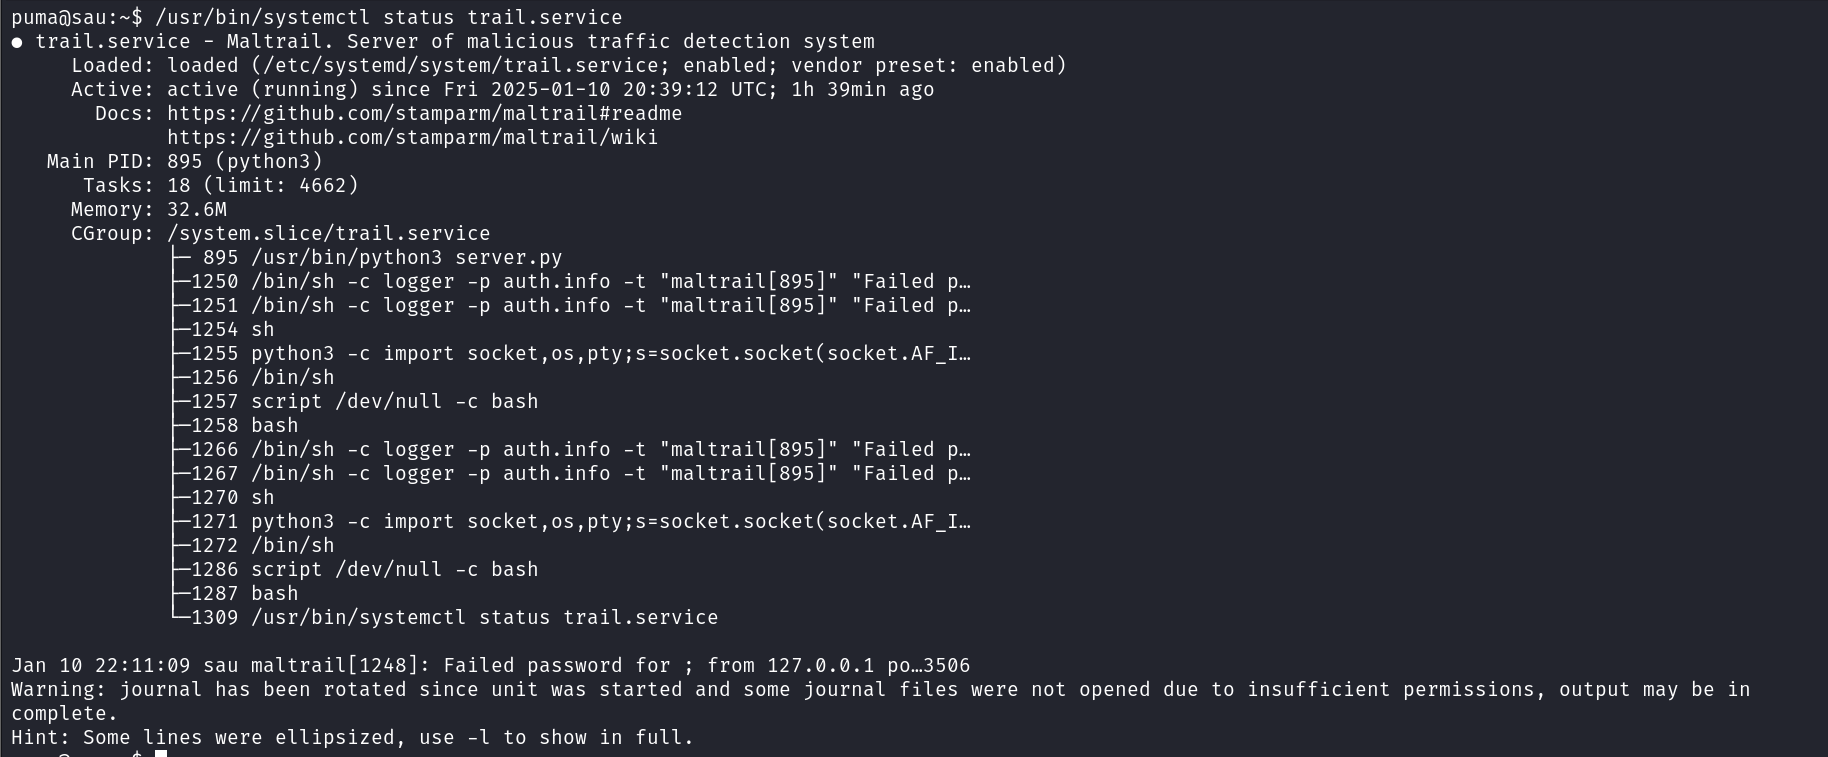 puma@sau:~$ /usr/bin/systemctl status trail.service
● trail.service - Maltrail. Server of malicious traffic detection system
     Loaded: loaded (/etc/systemd/system/trail.service; enabled; vendor preset: enabled)
     Active: active (running) since Fri 2025-01-10 20:39:12 UTC; 1h 39min ago
       Docs: https://github.com/stamparm/maltrail#readme
             https://github.com/stamparm/maltrail/wiki
   Main PID: 895 (python3)
      Tasks: 18 (limit: 4662)
     Memory: 32.6M
     CGroup: /system.slice/trail.service
             ├─ 895 /usr/bin/python3 server.py
             ├─1250 /bin/sh -c logger -p auth.info -t "maltrail[895]" "Failed p…
             ├─1251 /bin/sh -c logger -p auth.info -t "maltrail[895]" "Failed p…
             ├─1254 sh
             ├─1255 python3 -c import socket,os,pty;s=socket.socket(socket.AF_I…
             ├─1256 /bin/sh
             ├─1257 script /dev/null -c bash
             ├─1258 bash
             ├─1266 /bin/sh -c logger -p auth.info -t "maltrail[895]" "Failed p…
             ├─1267 /bin/sh -c logger -p auth.info -t "maltrail[895]" "Failed p…
             ├─1270 sh
             ├─1271 python3 -c import socket,os,pty;s=socket.socket(socket.AF_I…
             ├─1272 /bin/sh
             ├─1286 script /dev/null -c bash
             ├─1287 bash
             └─1309 /usr/bin/systemctl status trail.service

Jan 10 22:11:09 sau maltrail[1248]: Failed password for ; from 127.0.0.1 po…3506
Warning: journal has been rotated since unit was started and some journal files were not opened due to insufficient permissions, output may be in
complete.
Hint: Some lines were ellipsized, use -l to show in full.